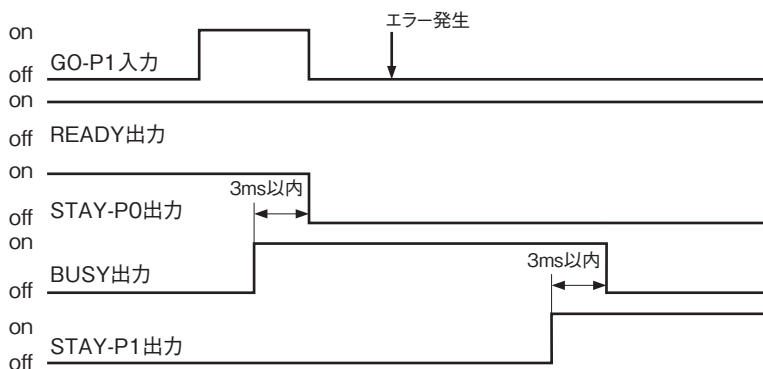 エラー発生
on
off GO-P1入力
on
off READY出力
on
3ms以内
off STAY-P0出力
on
3ms以内
off BUSY出力
on
off STAY-P1出力